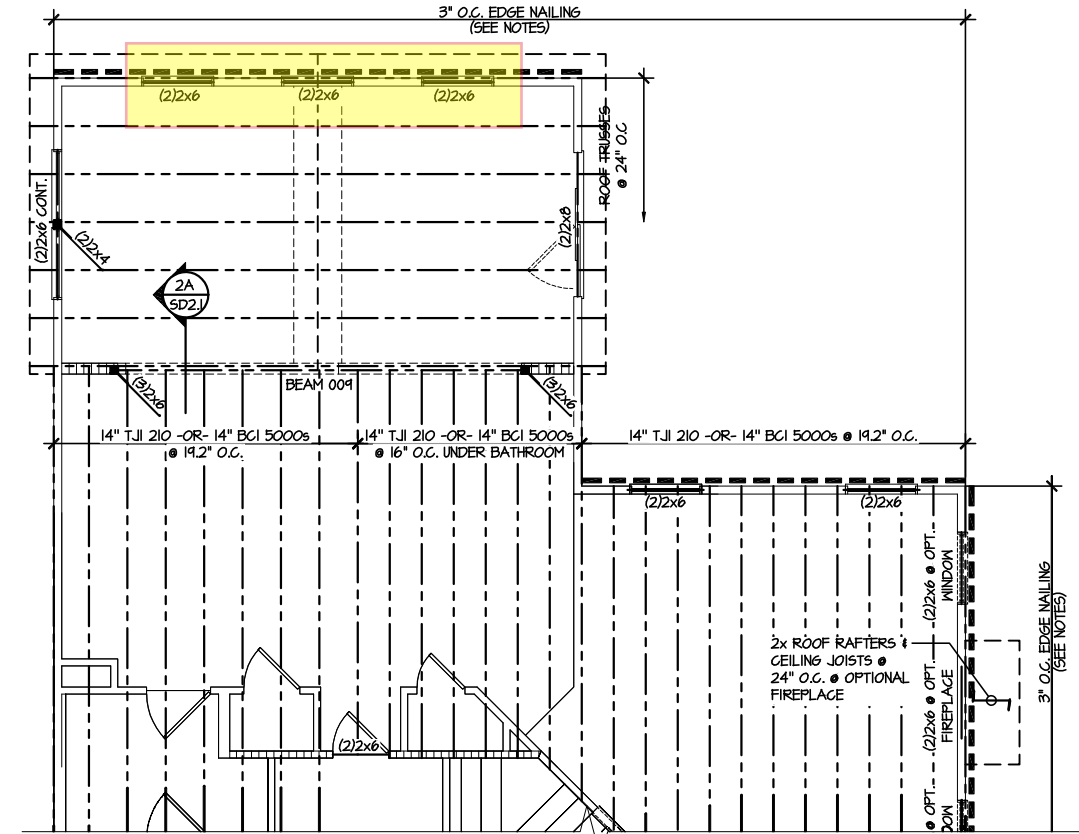 3" O.C. EDGE NAILING
(SEE NOTES)
(2)2x6
(2)2x6
(2)2x6
ROOF TRUSSES
@ 24" O.C
(2)2x6 CONT.
(2)2x4
(2)2x8
2A
SD2.1
BEAM 009
(3)2x6
(3)2x6
14" TJI 210 -OR- 14" BCI 5000s
@ 19.2" O.C.
14" TJI 210 -OR- 14" BCI 5000s
@ 16" O.C. UNDER BATHROOM
14" TJI 210 -OR- 14" BCI 5000s @ 19.2" O.C.
(2)2x6
(2)2x6
(2)2x6 @ OPT.
WINDOW
3" O.C. EDGE NAILING
(SEE NOTES)
2x ROOF RAFTERS &
CEILING JOISTS @
24" O.C. @ OPTIONAL
FIREPLACE
(2)2x6 @ OPT.
FIREPLACE
(2)2x6
@ OPT.
DOW